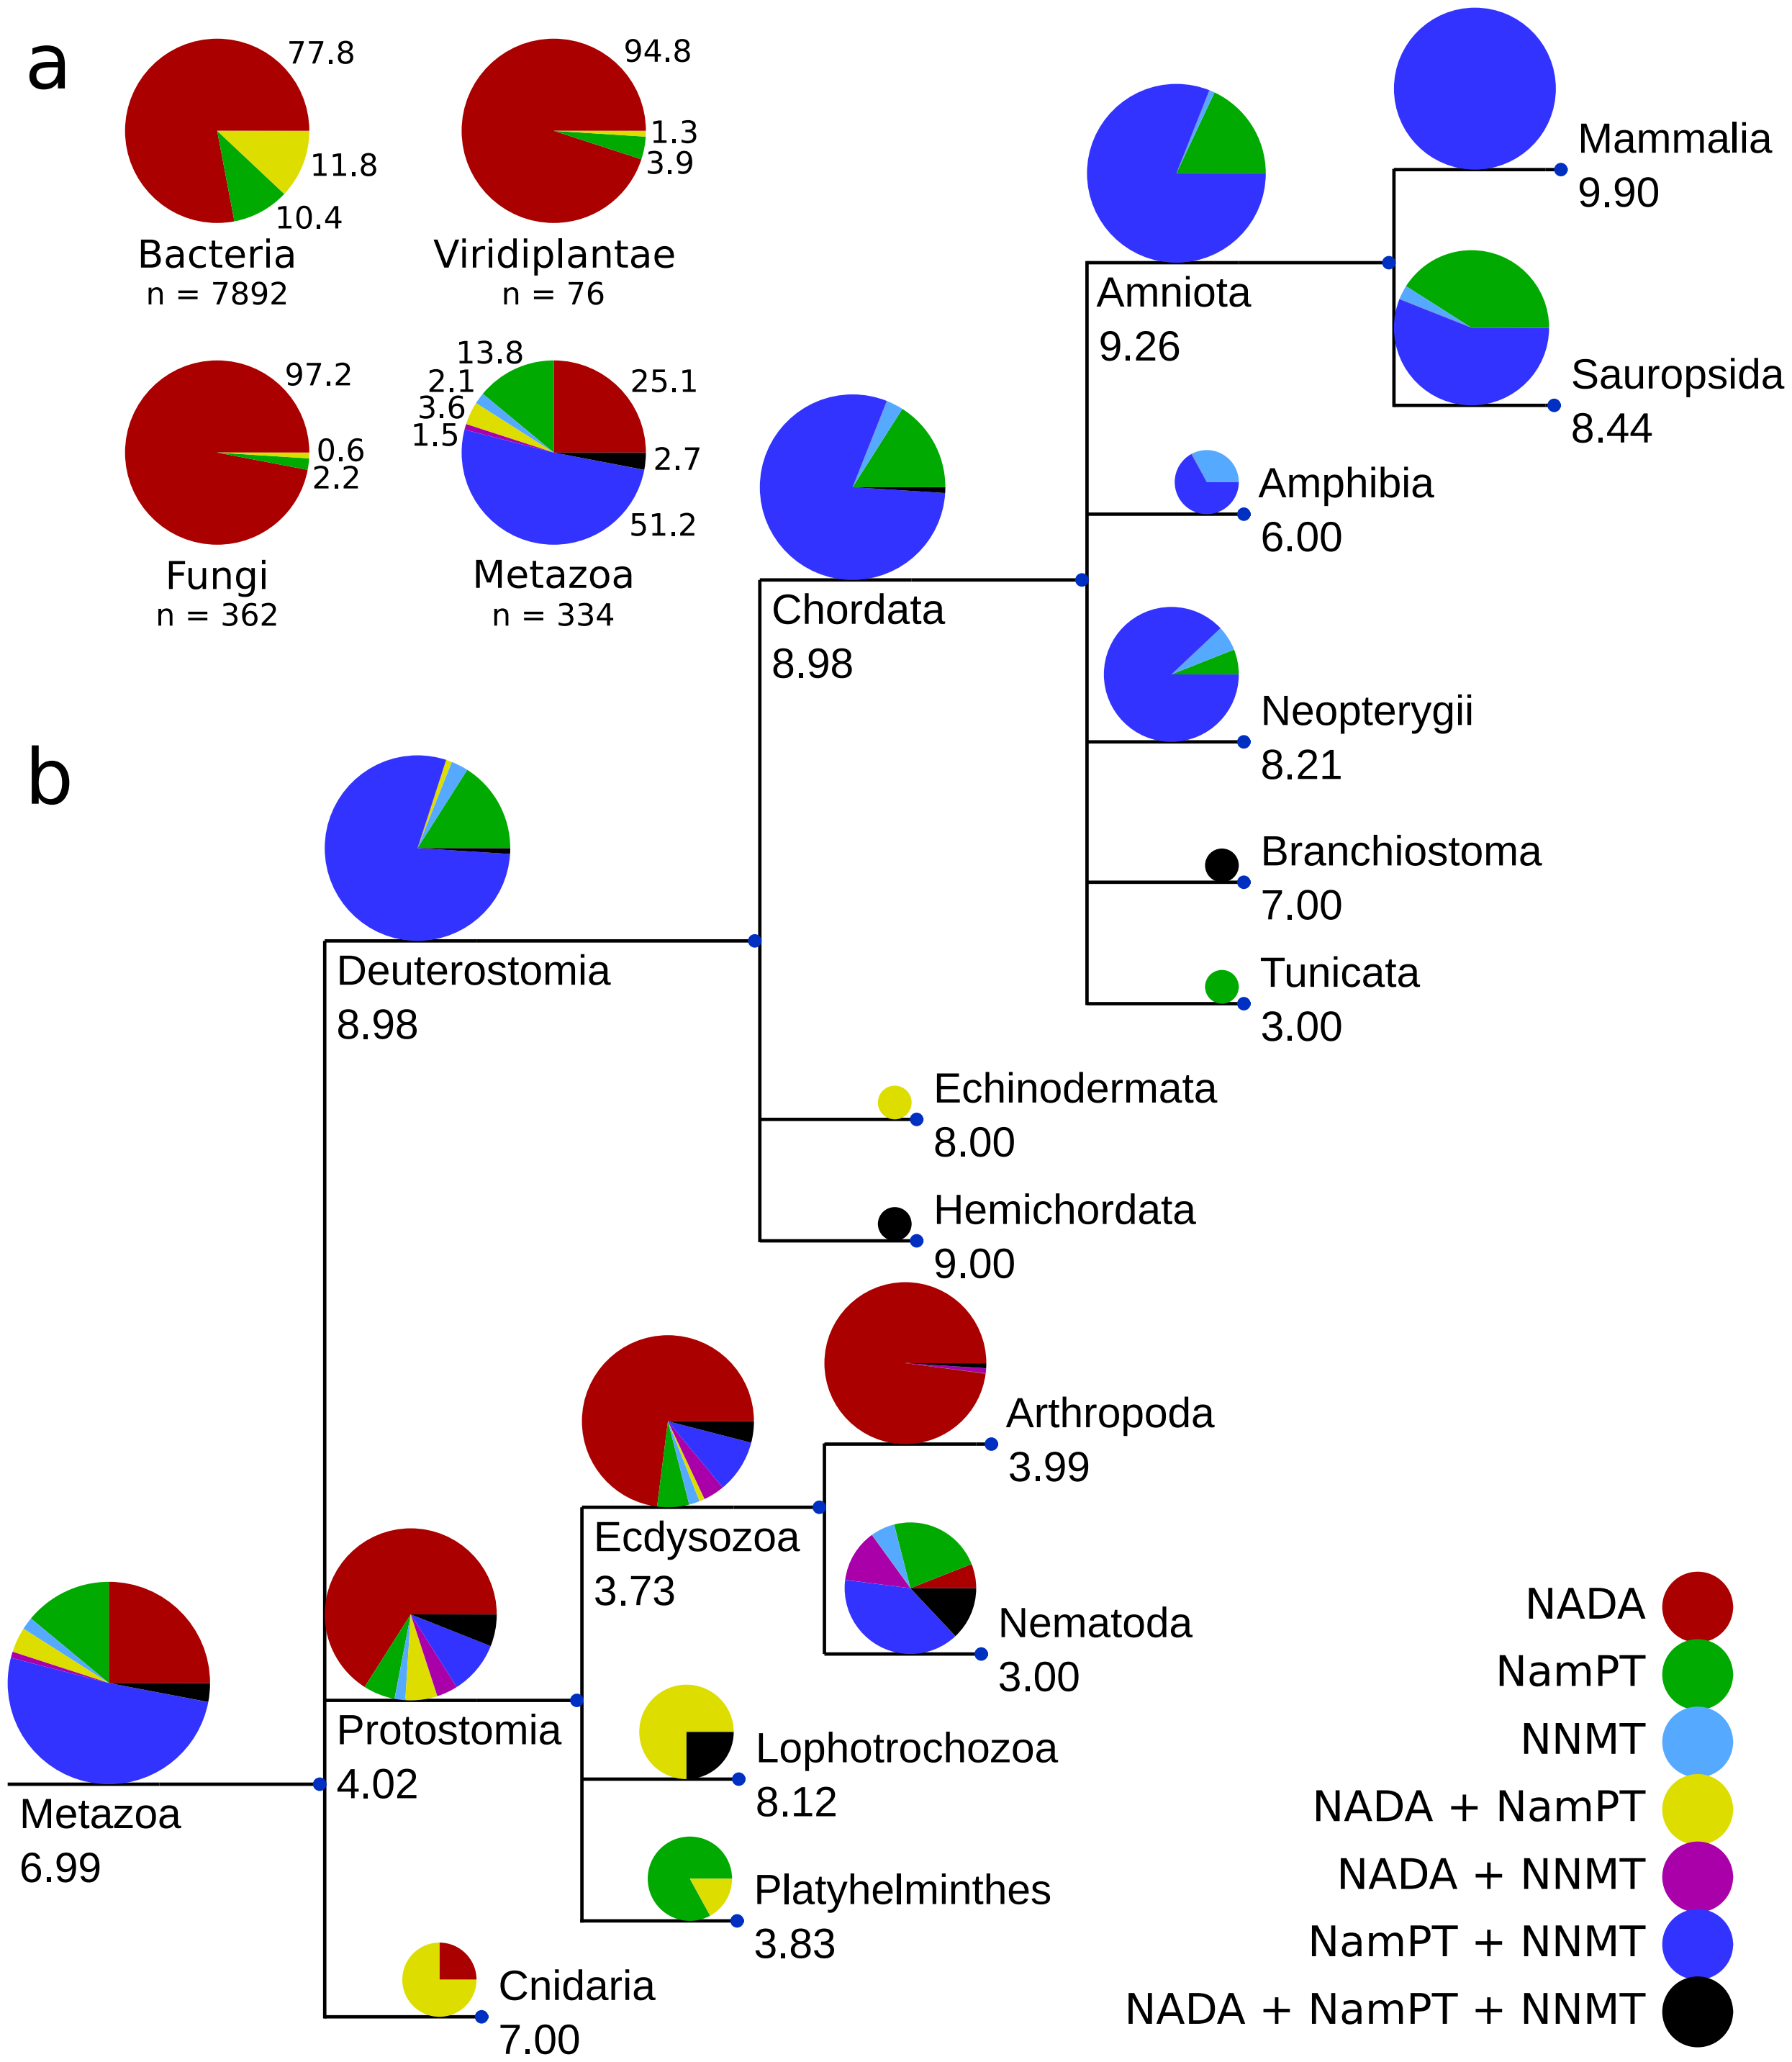 a
77.8
11.8
10.4
Bacteria
n = 7892
94.8
1.3
3.9
Viridiplantae
n = 76
97.2
0.6
2.2
Fungi
n = 362
13.8
2.1
3.6
1.5
25.1
2.7
51.2
Metazoa
n = 334
b
Mammalia
9.90
Sauropsida
8.44
Amniota
9.26
Amphibia
6.00
Neopterygii
8.21
Branchiostoma
7.00
Tunicata
3.00
Chordata
8.98
Deuterostomia
8.98
Echinodermata
8.00
Hemichordata
9.00
Arthropoda
3.99
Ecdysozoa
3.73
Nematoda
3.00
Protostomia
4.02
Lophotrochozoa
8.12
Platyhelminthes
3.83
Metazoa
6.99
Cnidaria
7.00
NADA
NamPT
NNMT
NADA + NamPT
NADA + NNMT
NamPT + NNMT
NADA + NamPT + NNMT